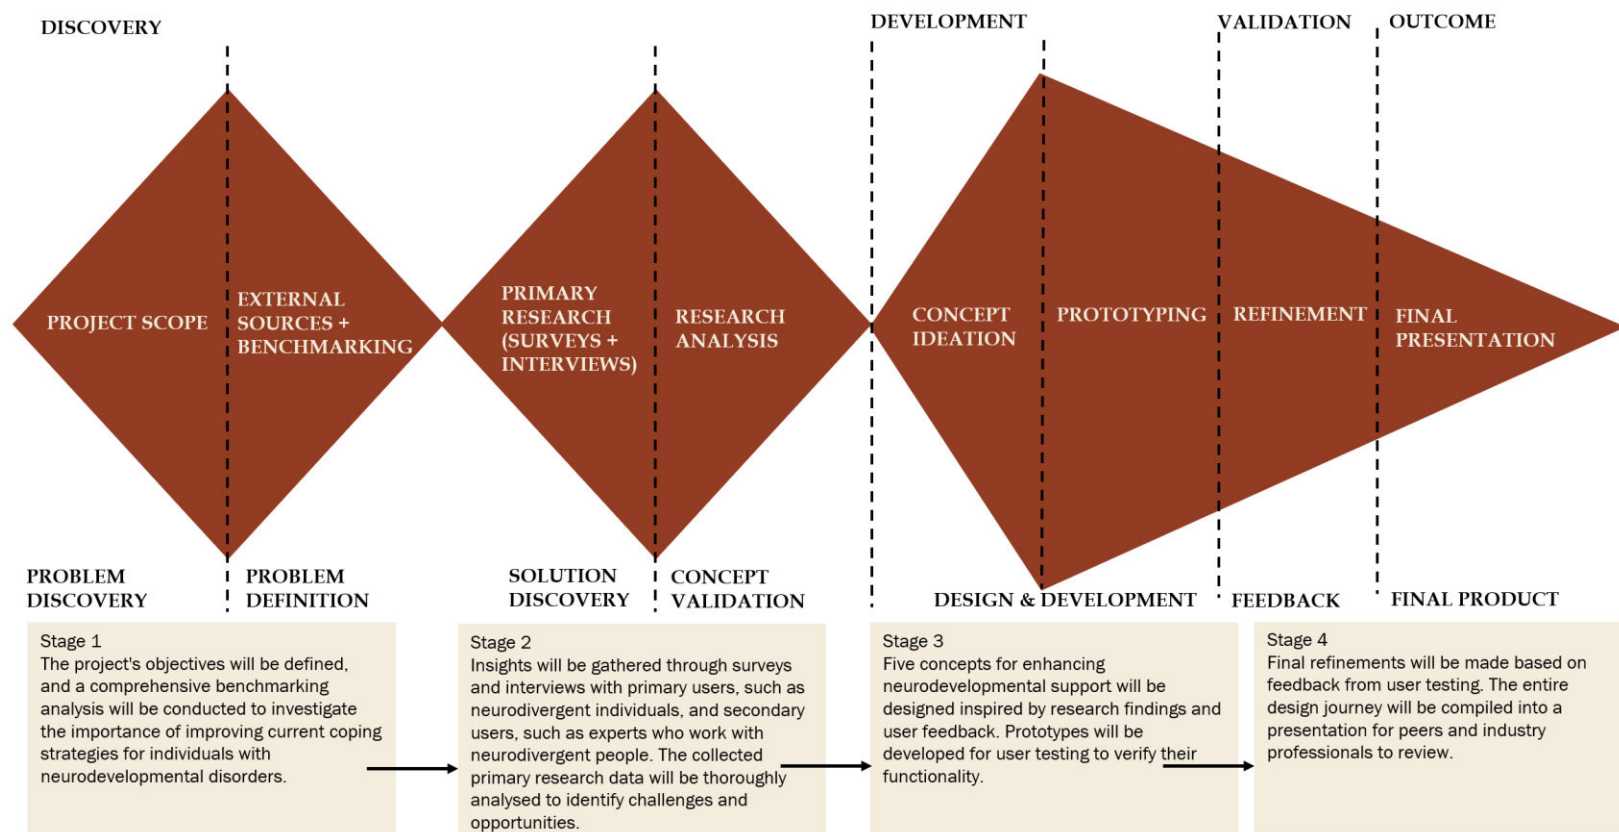 DISCOVERY
DEVELOPMENT
VALIDATION
OUTCOME
PROJECT SCOPE
EXTERNAL
SOURCES +
BENCHMARKING
PRIMARY
RESEARCH
(SURVEYS +
INTERVIEWS)
RESEARCH
ANALYSIS
CONCEPT
IDEATION
PROTOTYPING
REFINEMENT
FINAL
PRESENTATION
PROBLEM
DISCOVERY
PROBLEM
DEFINITION
SOLUTION
DISCOVERY
CONCEPT
VALIDATION
DESIGN & DEVELOPMENT
FEEDBACK
FINAL PRODUCT
Stage 1
The project's objectives will be defined,
and a comprehensive benchmarking
analysis will be conducted to investigate
the importance of improving current coping
strategies for individuals with
neurodevelopmental disorders.
Stage 2
Insights will be gathered through surveys
and interviews with primary users, such as
neurodivergent individuals, and secondary
users, such as experts who work with
neurodivergent people. The collected
primary research data will be thoroughly
analysed to identify challenges and
opportunities.
Stage 3
Five concepts for enhancing
neurodevelopmental support will be
designed inspired by research findings and
user feedback. Prototypes will be
developed for user testing to verify their
functionality.
Stage 4
Final refinements will be made based on
feedback from user testing. The entire
design journey will be compiled into a
presentation for peers and industry
professionals to review.